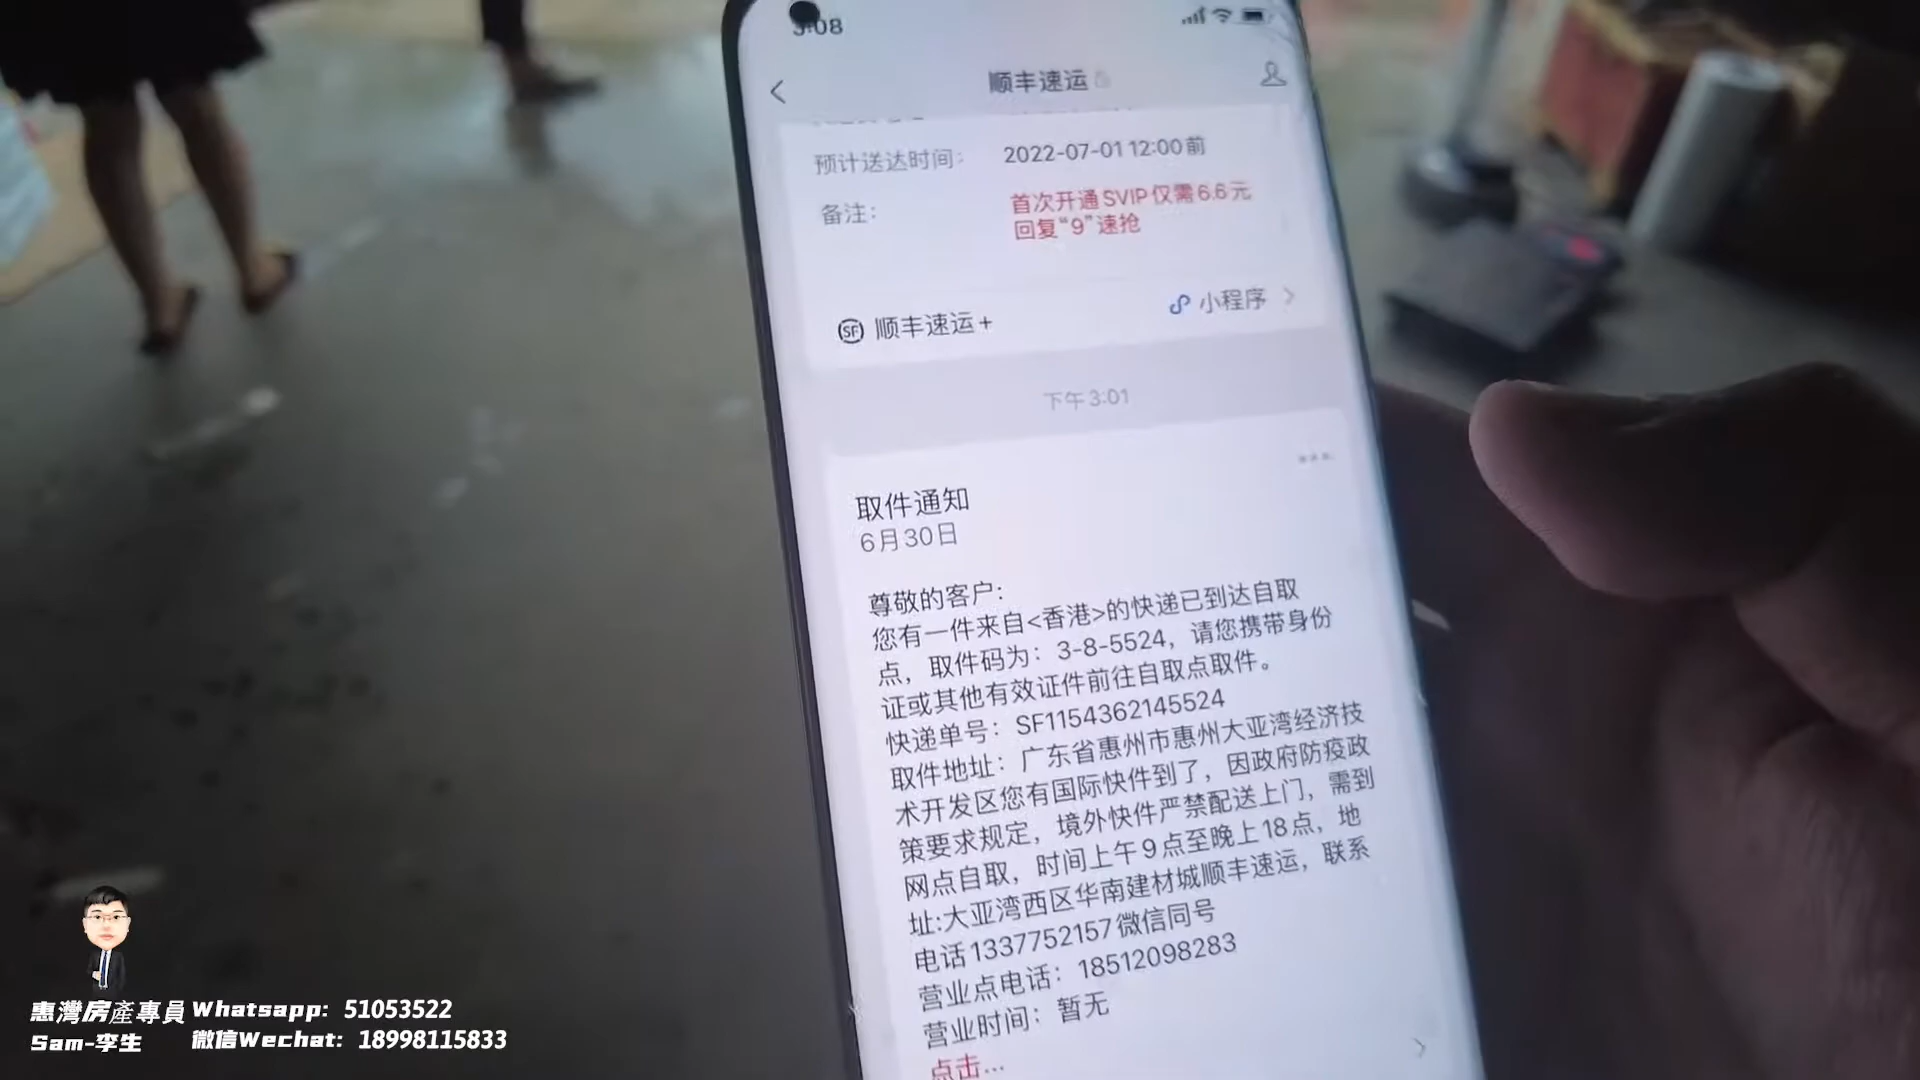 3:08
顺丰速运
预计送达时间： 2022-07-01 12:00前
备注： 首次开通SVIP仅需6.6元
回复“9”速抢
SF 顺丰速运+ 小程序
下午3:01
取件通知
6月30日
尊敬的客户：
您有一件来自<香港>的快递已到达自取
点，取件码为：3-8-5524，请您携带身份
证或其他有效证件前往自取点取件。
快递单号：SF1154362145524
取件地址：广东省惠州市惠州大亚湾经济技
术开发区您有国际快件到了，因政府防疫政
策要求规定，境外快件严禁配送上门，需到
网点自取，时间上午9点至晚上18点，地
址:大亚湾西区华南建材城顺丰速运，联系
电话1337752157微信同号
营业点电话：18512098283
营业时间：暂无
点击...
惠灣房產專員 Whatsapp: 51053522
Sam-李生 微信Wechat: 18998115833